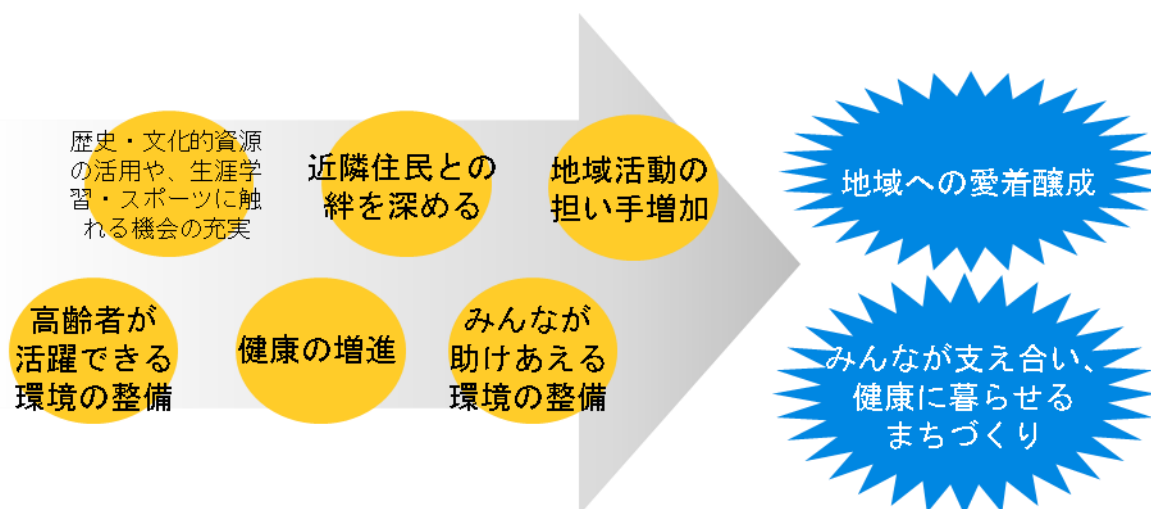 歴史・文化的資源
の活用や、生涯学
習・スポーツに触
れる機会の充実
近隣住民との
絆を深める
地域活動の
担い手増加
地域への愛着醸成
高齢者が
活躍できる
環境の整備
健康の増進
みんなが
助けあえる
環境の整備
みんなが支え合い、
健康に暮らせる
まちづくり